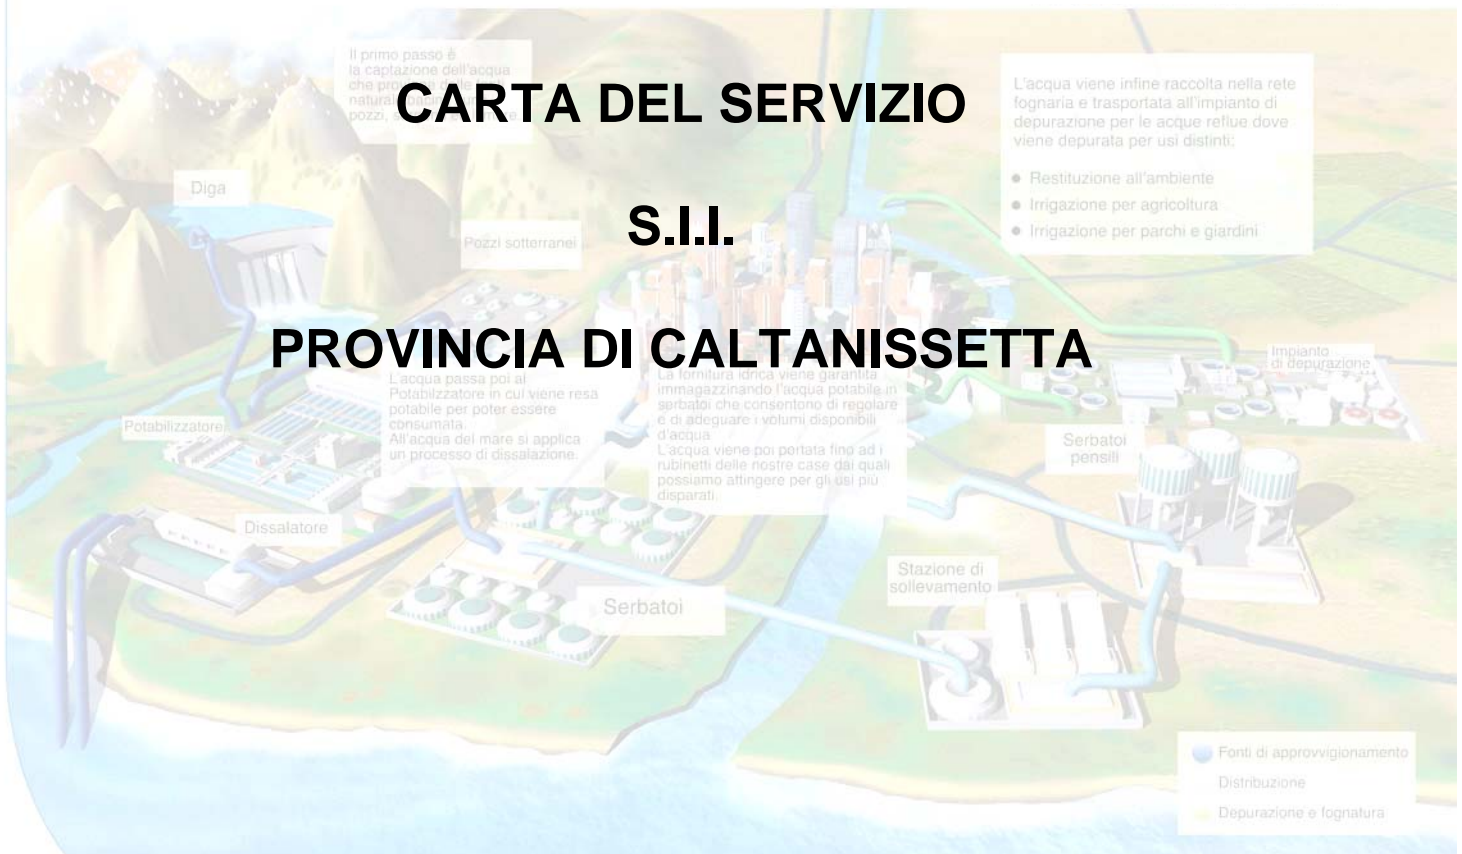 Il primo passo è
la captazione dell'acqua
che
natural
pozzi,
CARTA DEL SERVIZIO
S.I.I.
PROVINCIA DI CALTANISSETTA
L'acqua viene infine raccolta nella rete
fognaria e trasportata all'impianto di
depurazione per le acque reflue dove
viene depurata per usi distinti:
● Restituzione all'ambiente
● Irrigazione per agricoltura
● Irrigazione per parchi e giardini
Diga
Pozzi sotterranei
Impianto
di depurazione
L'acqua passa poi al
Potabilizzatore in cui viene resa
potabile per poter essere
consumata.
All'acqua del mare si applica
un processo di dissalazione.
La fornitura idrica viene garantita
immagazzinando l'acqua potabile in
serbatoi che consentono di regolare
e di adeguare i volumi disponibili
d'acqua
L'acqua viene poi portata fino ad i
rubinetti delle nostre case dai quali
possiamo attingere per gli usi più
disparati.
Potabilizzatore
Serbatoi
pensili
Dissalatore
Stazione di
sollevamento
Serbatoi
Fonti di approvvigionamento
Distribuzione
Depurazione e fognatura